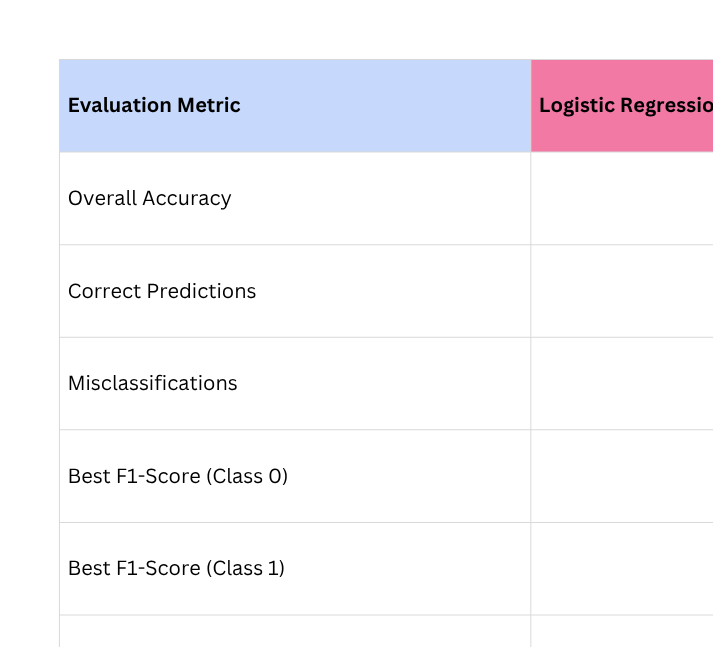 Evaluation Metric
Logistic Regressio
Overall Accuracy
Correct Predictions
Misclassifications
Best F1-Score (Class 0)
Best F1-Score (Class 1)